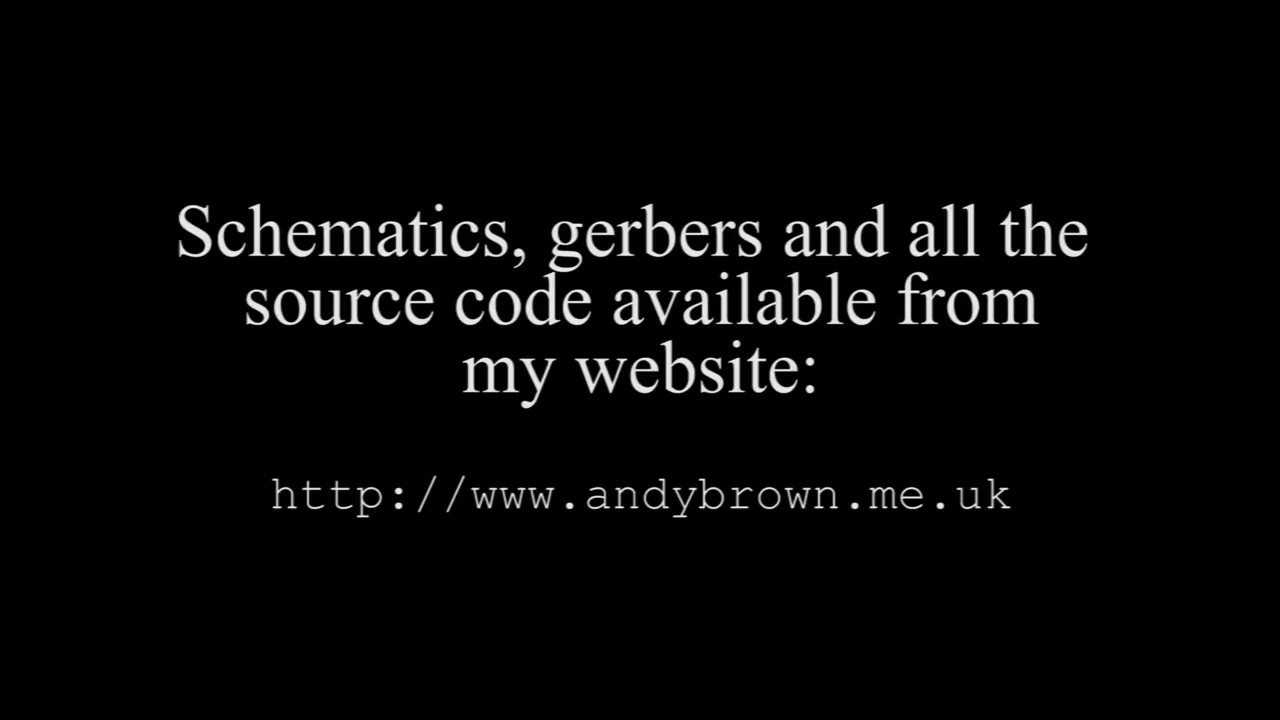 Schematics, gerbers and all the
source code available from
my website:
http://www.andybrown.me.uk